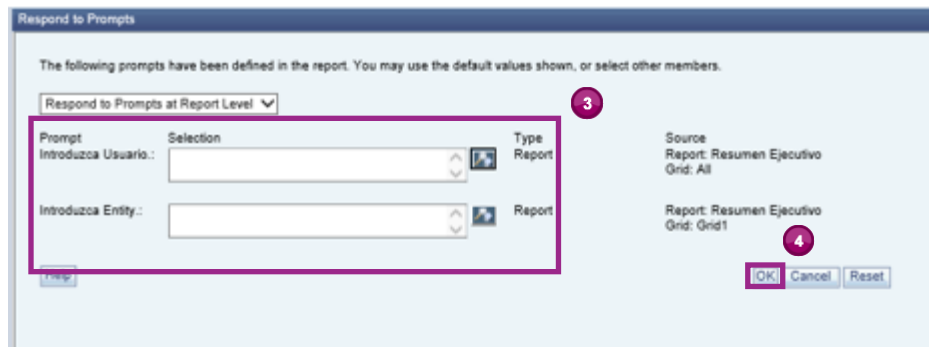 Respond to Prompts
The following prompts have been defined in the report. You may use the default values shown, or select other members.
Respond to Prompts at Report Level
3
Prompt Selection Type Source
Introduzca Usuario.: Report Report: Resumen Ejecutivo
Grid: All
Introduzca Entity.: Report Report: Resumen Ejecutivo
Grid: Grid1
4
Help OK Cancel Reset